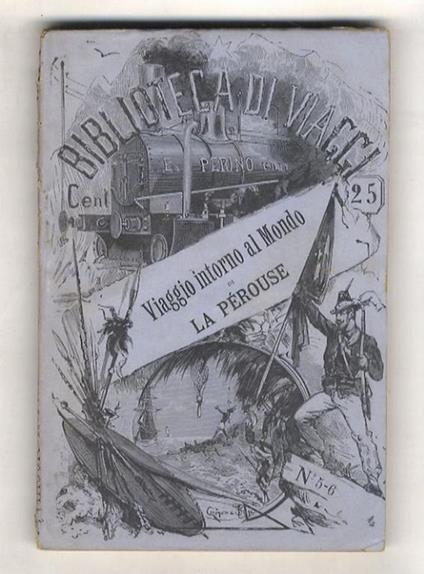 BIBLIOTECA DI VIAGGI
E. PERINO
Cent
25
Viaggio intorno al Mondo
DI
LA PÉROUSE
N.º 5-6